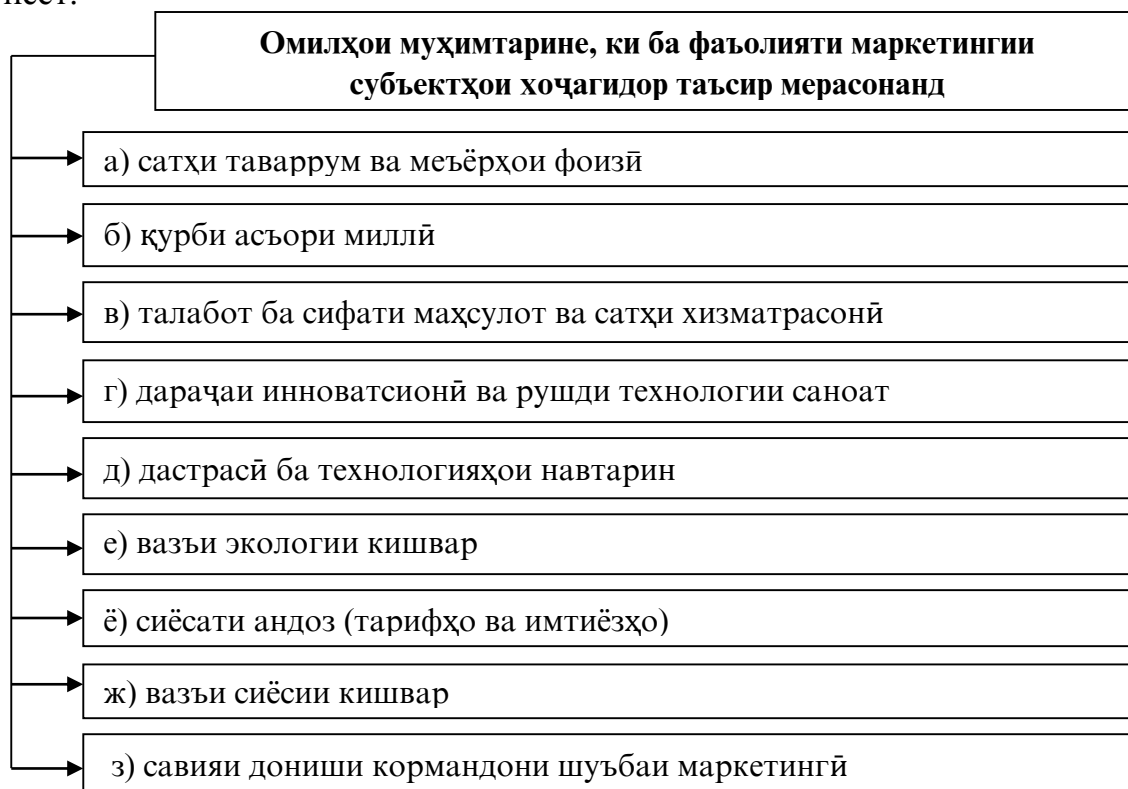 нест.
Омилҳои муҳимтарине, ки ба фаъолияти маркетингии
субъектҳои хоҷагидор таъсир мерасонанд
а) сатҳи таваррум ва меъёрҳои фоизӣ
б) қурби асъори миллӣ
в) талабот ба сифати маҳсулот ва сатҳи хизматрасонӣ
г) дараҷаи инноватсионӣ ва рушди технологии саноат
д) дастрасӣ ба технологияҳои навтарин
е) вазъи экологии кишвар
ё) сиёсати андоз (тарифҳо ва имтиёзҳо)
ж) вазъи сиёсии кишвар
з) савияи дониши кормандони шуъбаи маркетингӣ